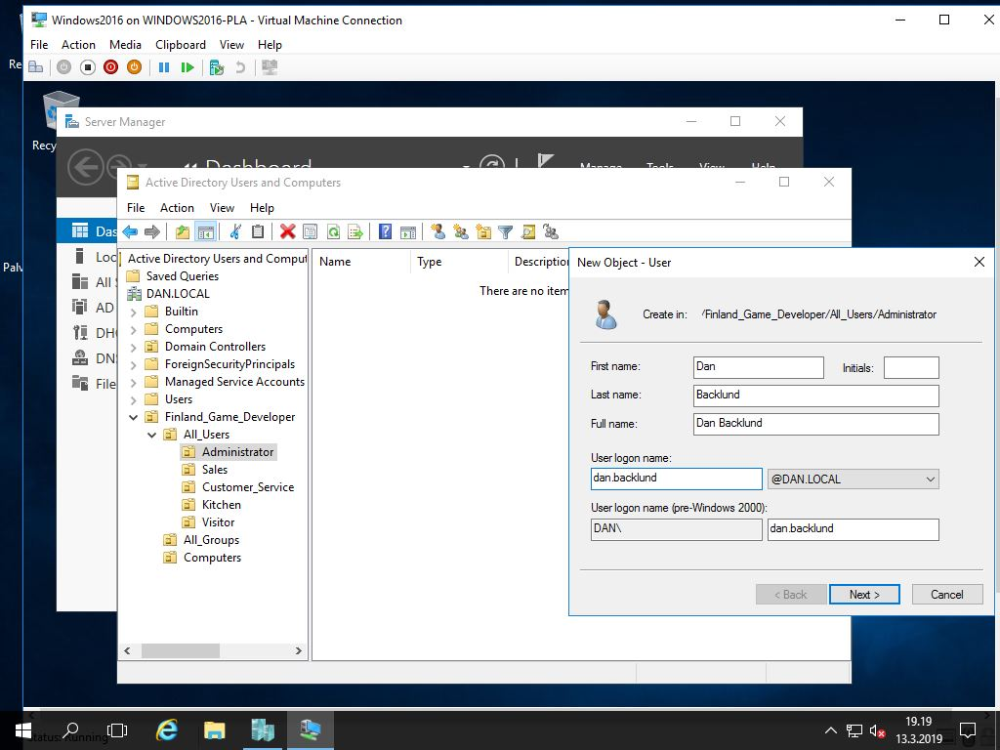 Windows2016 on WINDOWS2016-PLA - Virtual Machine Connection
File Action Media Clipboard View Help
Re
Recy
Server Manager
Dashboard
Manage Tools View Help
Active Directory Users and Computers
File Action View Help
Das
Loc
All S
AD
DHC
DNS
File
Palv
Active Directory Users and Comput
Saved Queries
DAN.LOCAL
Builtin
Computers
Domain Controllers
ForeignSecurityPrincipals
Managed Service Accounts
Users
Finland_Game_Developer
All_Users
Administrator
Sales
Customer_Service
Kitchen
Visitor
All_Groups
Computers
Name Type Description
There are no item
New Object - User
Create in: /Finland_Game_Developer/All_Users/Administrator
First name: Dan Initials:
Last name: Backlund
Full name: Dan Backlund
User logon name:
dan.backlund @DAN.LOCAL
User logon name (pre-Windows 2000):
DAN\ dan.backlund
< Back Next > Cancel
Status: Running
19.19
13.3.2019